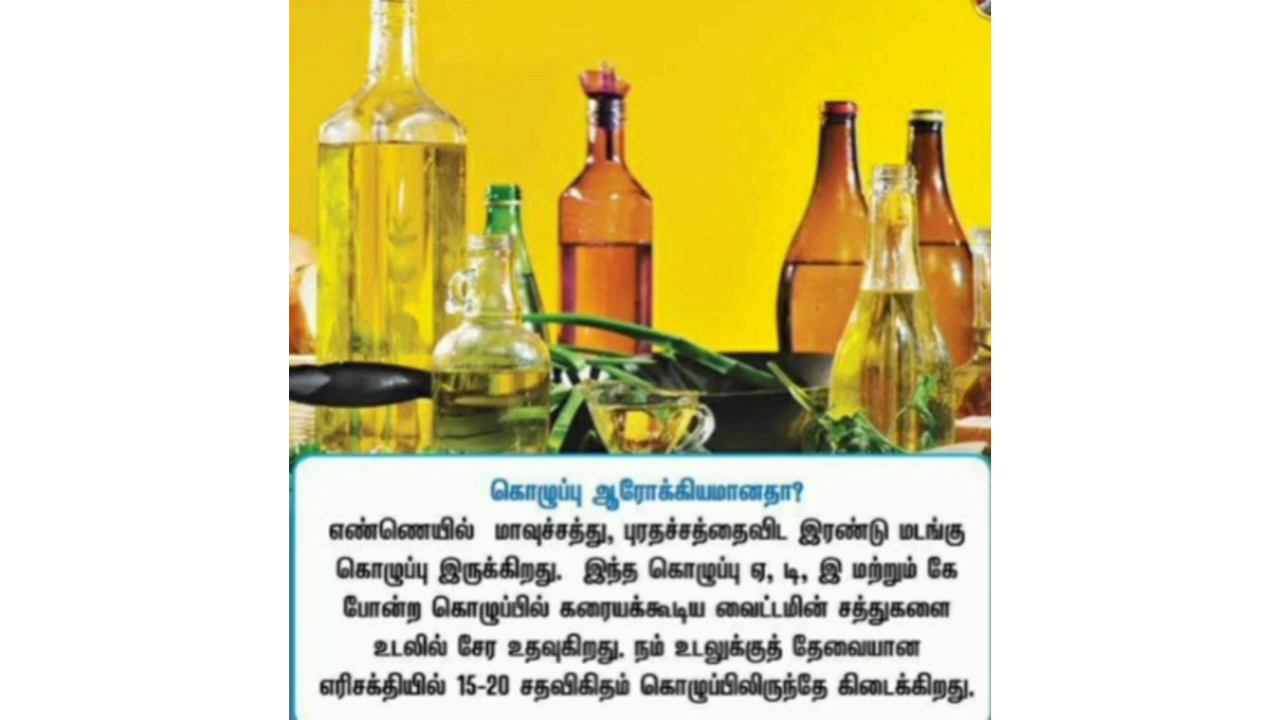 கொழுப்பு ஆரோக்கியமானதா?
எண்ணெயில் மாவுச்சத்து, புரதச்சத்தைவிட இரண்டு மடங்கு
கொழுப்பு இருக்கிறது. இந்த கொழுப்பு ஏ, டி, இ மற்றும் கே
போன்ற கொழுப்பில் கரையக்கூடிய வைட்டமின் சத்துகளை
உடலில் சேர உதவுகிறது. நம் உடலுக்குத் தேவையான
எரிசக்தியில் 15-20 சதவிகிதம் கொழுப்பிலிருந்தே கிடைக்கிறது.